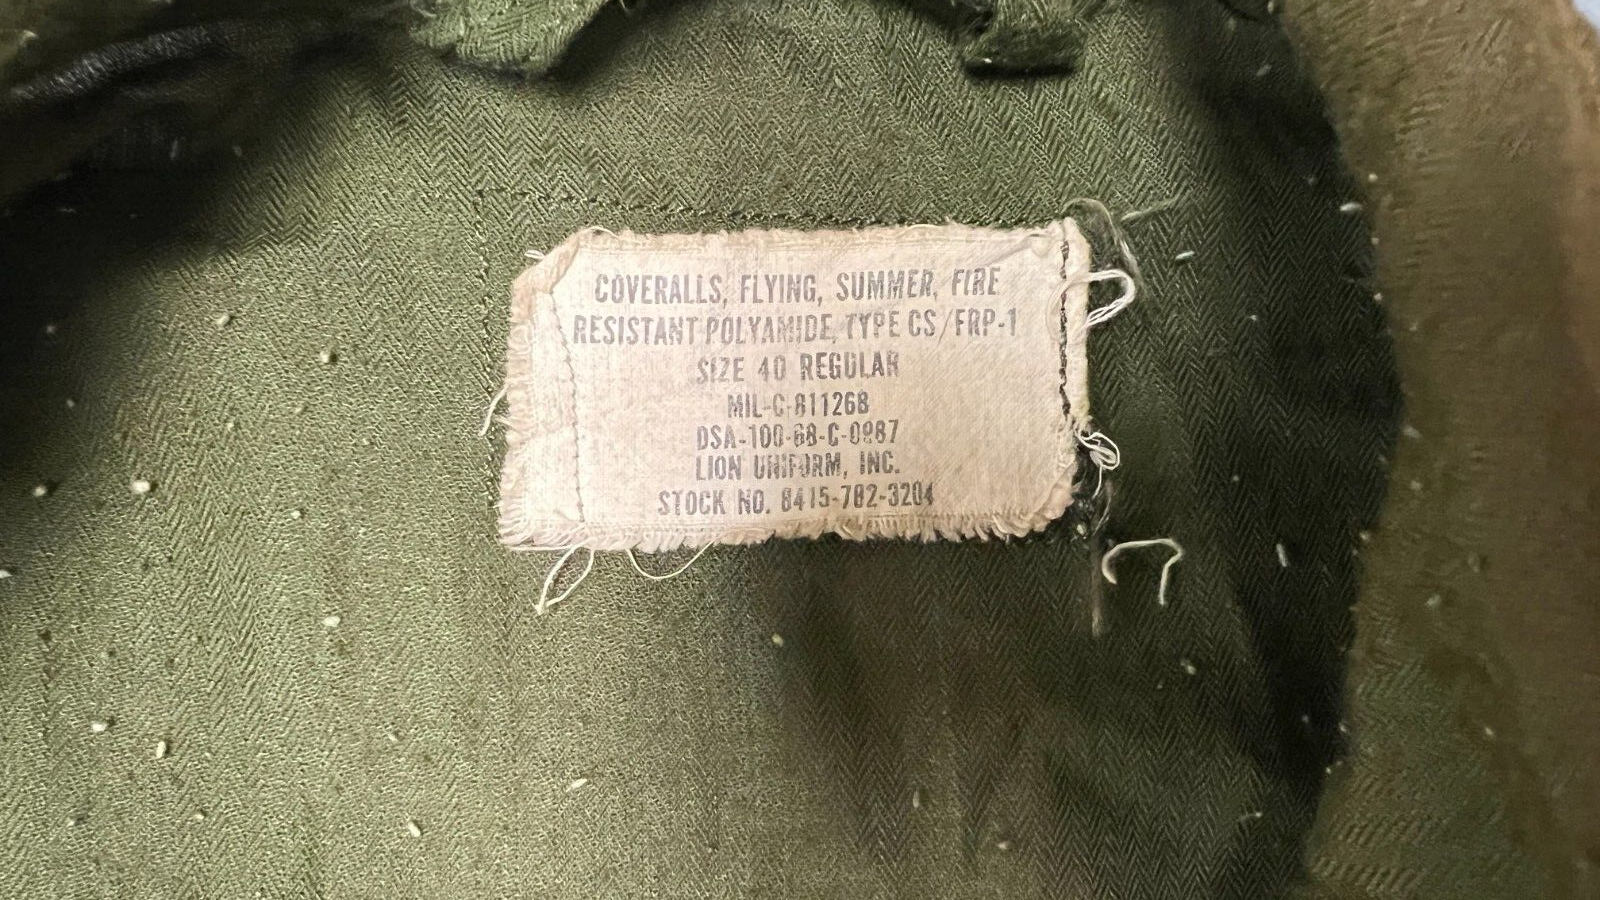 COVERALLS, FLYING, SUMMER, FIRE
RESISTANT POLYAMIDE, TYPE CS/FRP-1
SIZE 40 REGULAR
MIL-C-811268
DSA-100-68-C-0987
LION UNIFORM, INC.
STOCK NO. 8415-782-3204